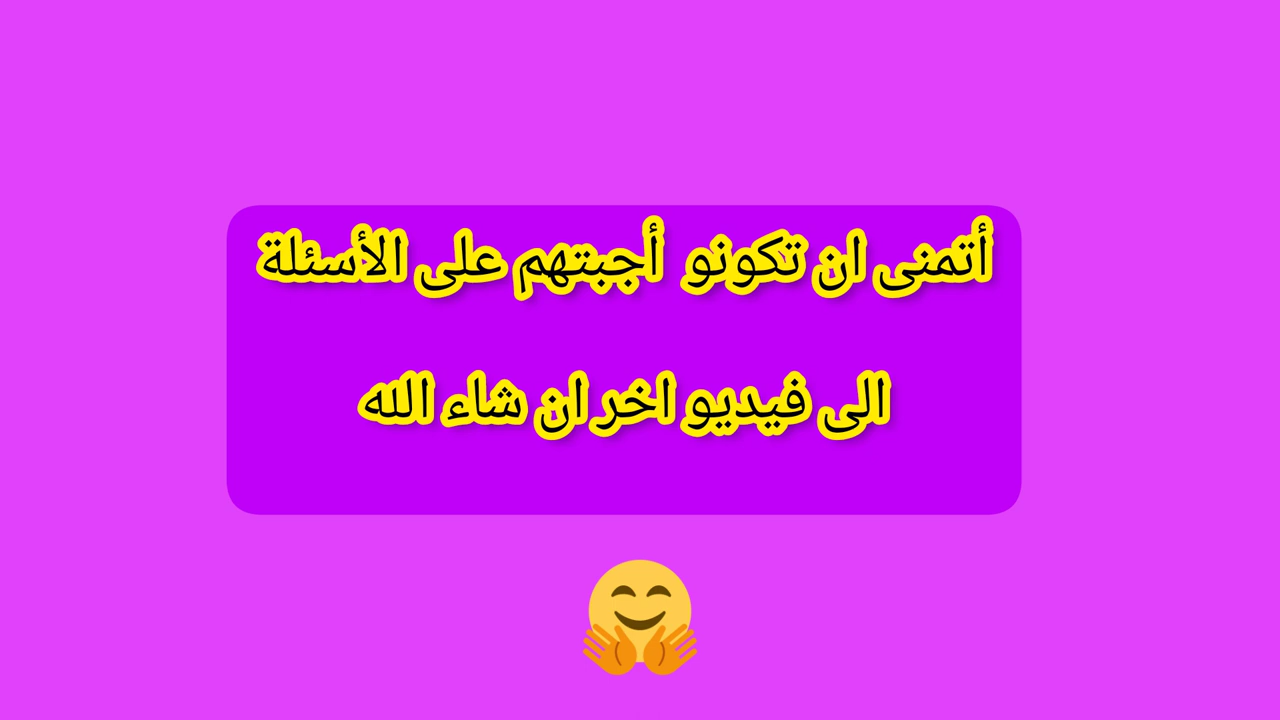 أتمنى ان تكونو أجبتهم على الأسئلة
الى فيديو اخر ان شاء الله